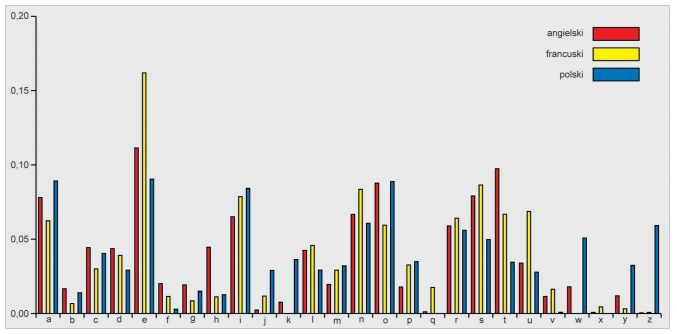 0,20
angielski
francuski
polski
0,15
0,10
0,05
0,00
a b c d e f g h i j k l m n o p q r s t u v w x y z